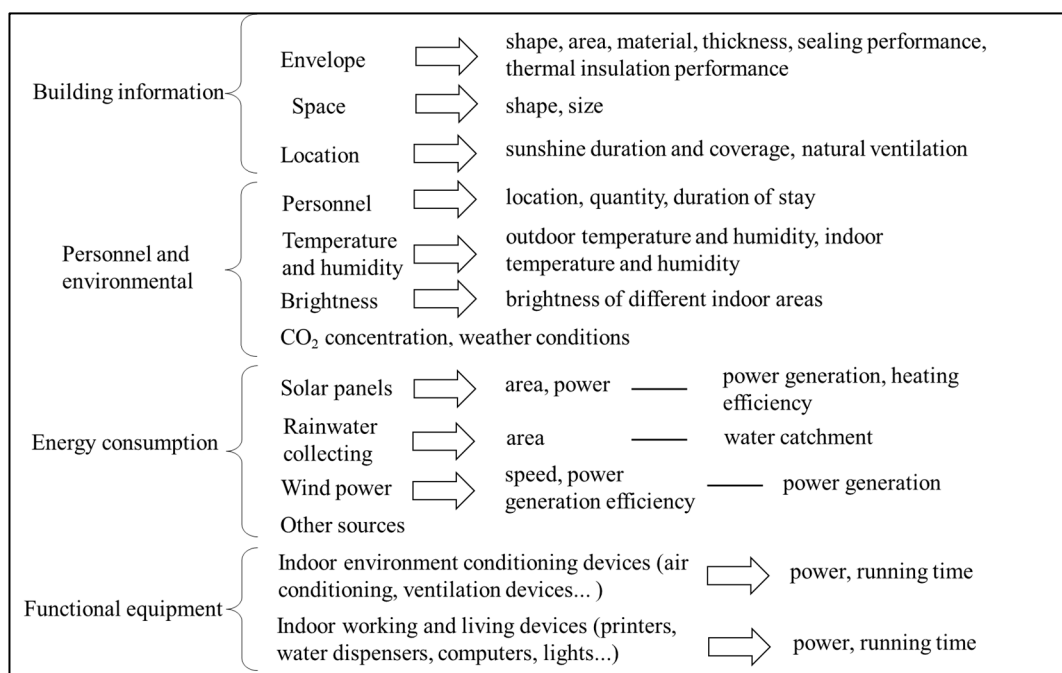 Building information
Envelope
shape, area, material, thickness, sealing performance,
thermal insulation performance
Space
shape, size
Location
sunshine duration and coverage, natural ventilation
Personnel and
environmental
Personnel
location, quantity, duration of stay
Temperature
and humidity
outdoor temperature and humidity, indoor
temperature and humidity
Brightness
brightness of different indoor areas
CO₂ concentration, weather conditions
Energy consumption
Solar panels
area, power
power generation, heating
efficiency
Rainwater
collecting
area
water catchment
Wind power
speed, power
generation efficiency
power generation
Other sources
Functional equipment
Indoor environment conditioning devices (air
conditioning, ventilation devices... )
power, running time
Indoor working and living devices (printers,
water dispensers, computers, lights...)
power, running time